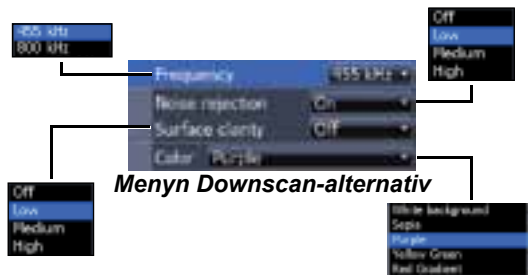 455 kHz
800 kHz
Off
Low
Medium
High
Frequency 455 kHz
Noise rejection On
Surface clarity Off
Color Purple
Menyn Downscan-alternativ
Off
Low
Medium
High
White background
Sepia
Purple
Yellow Green
Red Gradient